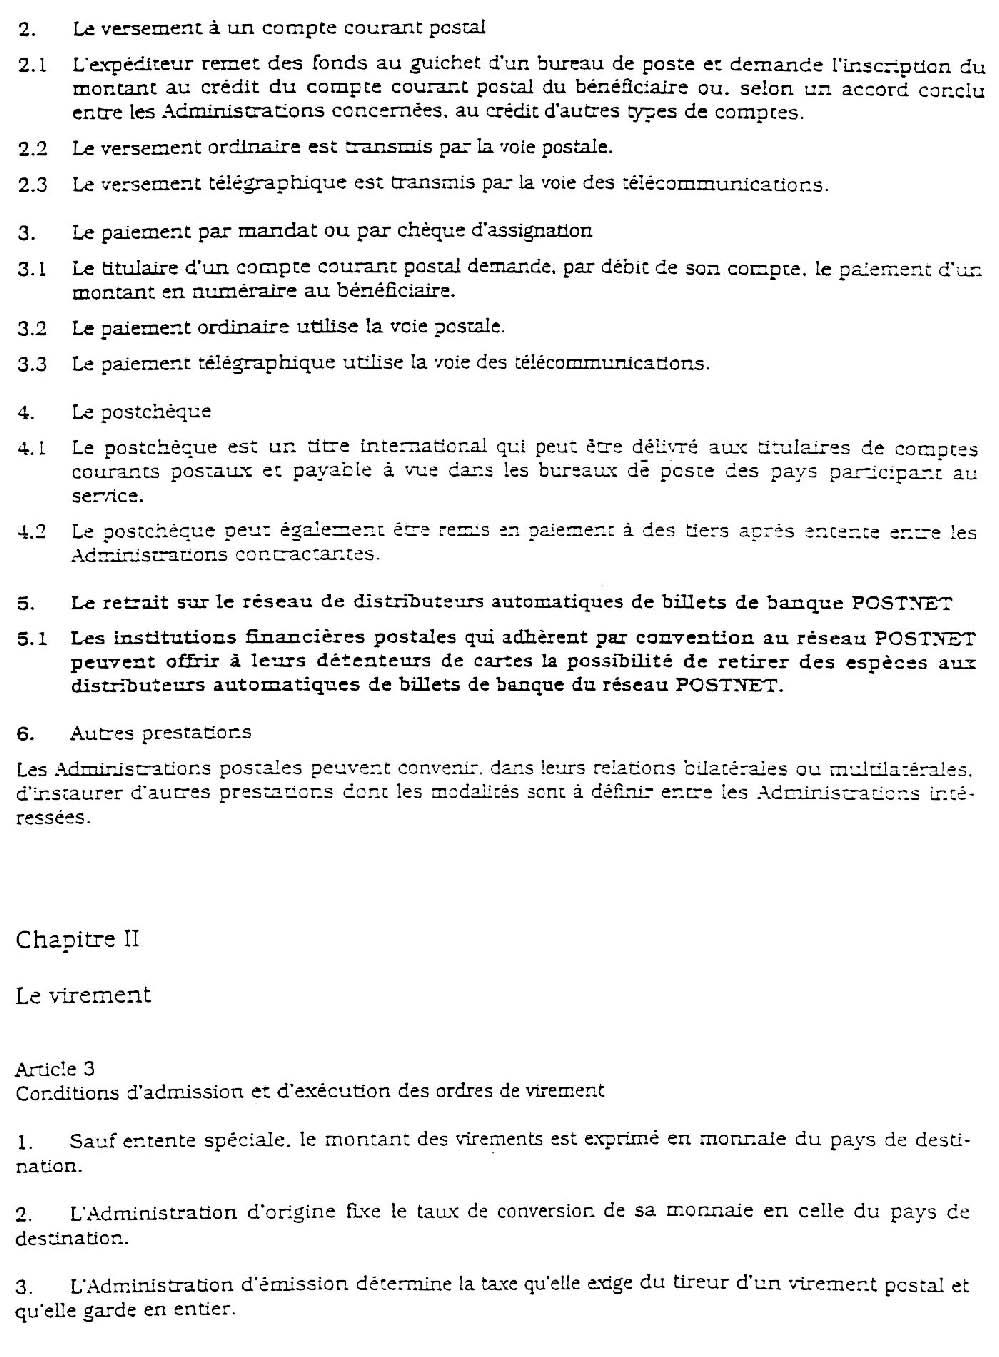 2. Le versement à un compte courant postal
2.1 L'expéditeur remet des fonds au guichet d'un bureau de poste et demande l'inscription du
montant au crédit du compte courant postal du bénéficiaire ou, selon un accord conclu
entre les Administrations concernées, au crédit d'autres types de comptes.
2.2 Le versement ordinaire est transmis par la voie postale.
2.3 Le versement télégraphique est transmis par la voie des télécommunications.
3. Le paiement par mandat ou par chèque d'assignation
3.1 Le titulaire d'un compte courant postal demande, par débit de son compte, le paiement d'un
montant en numéraire au bénéficiaire.
3.2 Le paiement ordinaire utilise la voie postale.
3.3 Le paiement télégraphique utilise la voie des télécommunications.
4. Le postchèque
4.1 Le postchèque est un titre international qui peut être délivré aux titulaires de comptes
courants postaux et payable à vue dans les bureaux de poste des pays participant au
service.
4.2 Le postchèque peut également être remis en paiement à des tiers après entente entre les
Administrations contractantes.
5. Le retrait sur le réseau de distributeurs automatiques de billets de banque POSTNET
5.1 Les institutions financières postales qui adhèrent par convention au réseau POSTNET
peuvent offrir à leurs détenteurs de cartes la possibilité de retirer des espèces aux
distributeurs automatiques de billets de banque du réseau POSTNET.
6. Autres prestations
Les Administrations postales peuvent convenir, dans leurs relations bilatérales ou multilatérales,
d'instaurer d'autres prestations dont les modalités sont à définir entre les Administrations inté-
ressées.
Chapitre II
Le virement
Article 3
Conditions d'admission et d'exécution des ordres de virement
1. Sauf entente spéciale, le montant des virements est exprimé en monnaie du pays de desti-
nation.
2. L'Administration d'origine fixe le taux de conversion de sa monnaie en celle du pays de
destination.
3. L'Administration d'émission détermine la taxe qu'elle exige du tireur d'un virement postal et
qu'elle garde en entier.